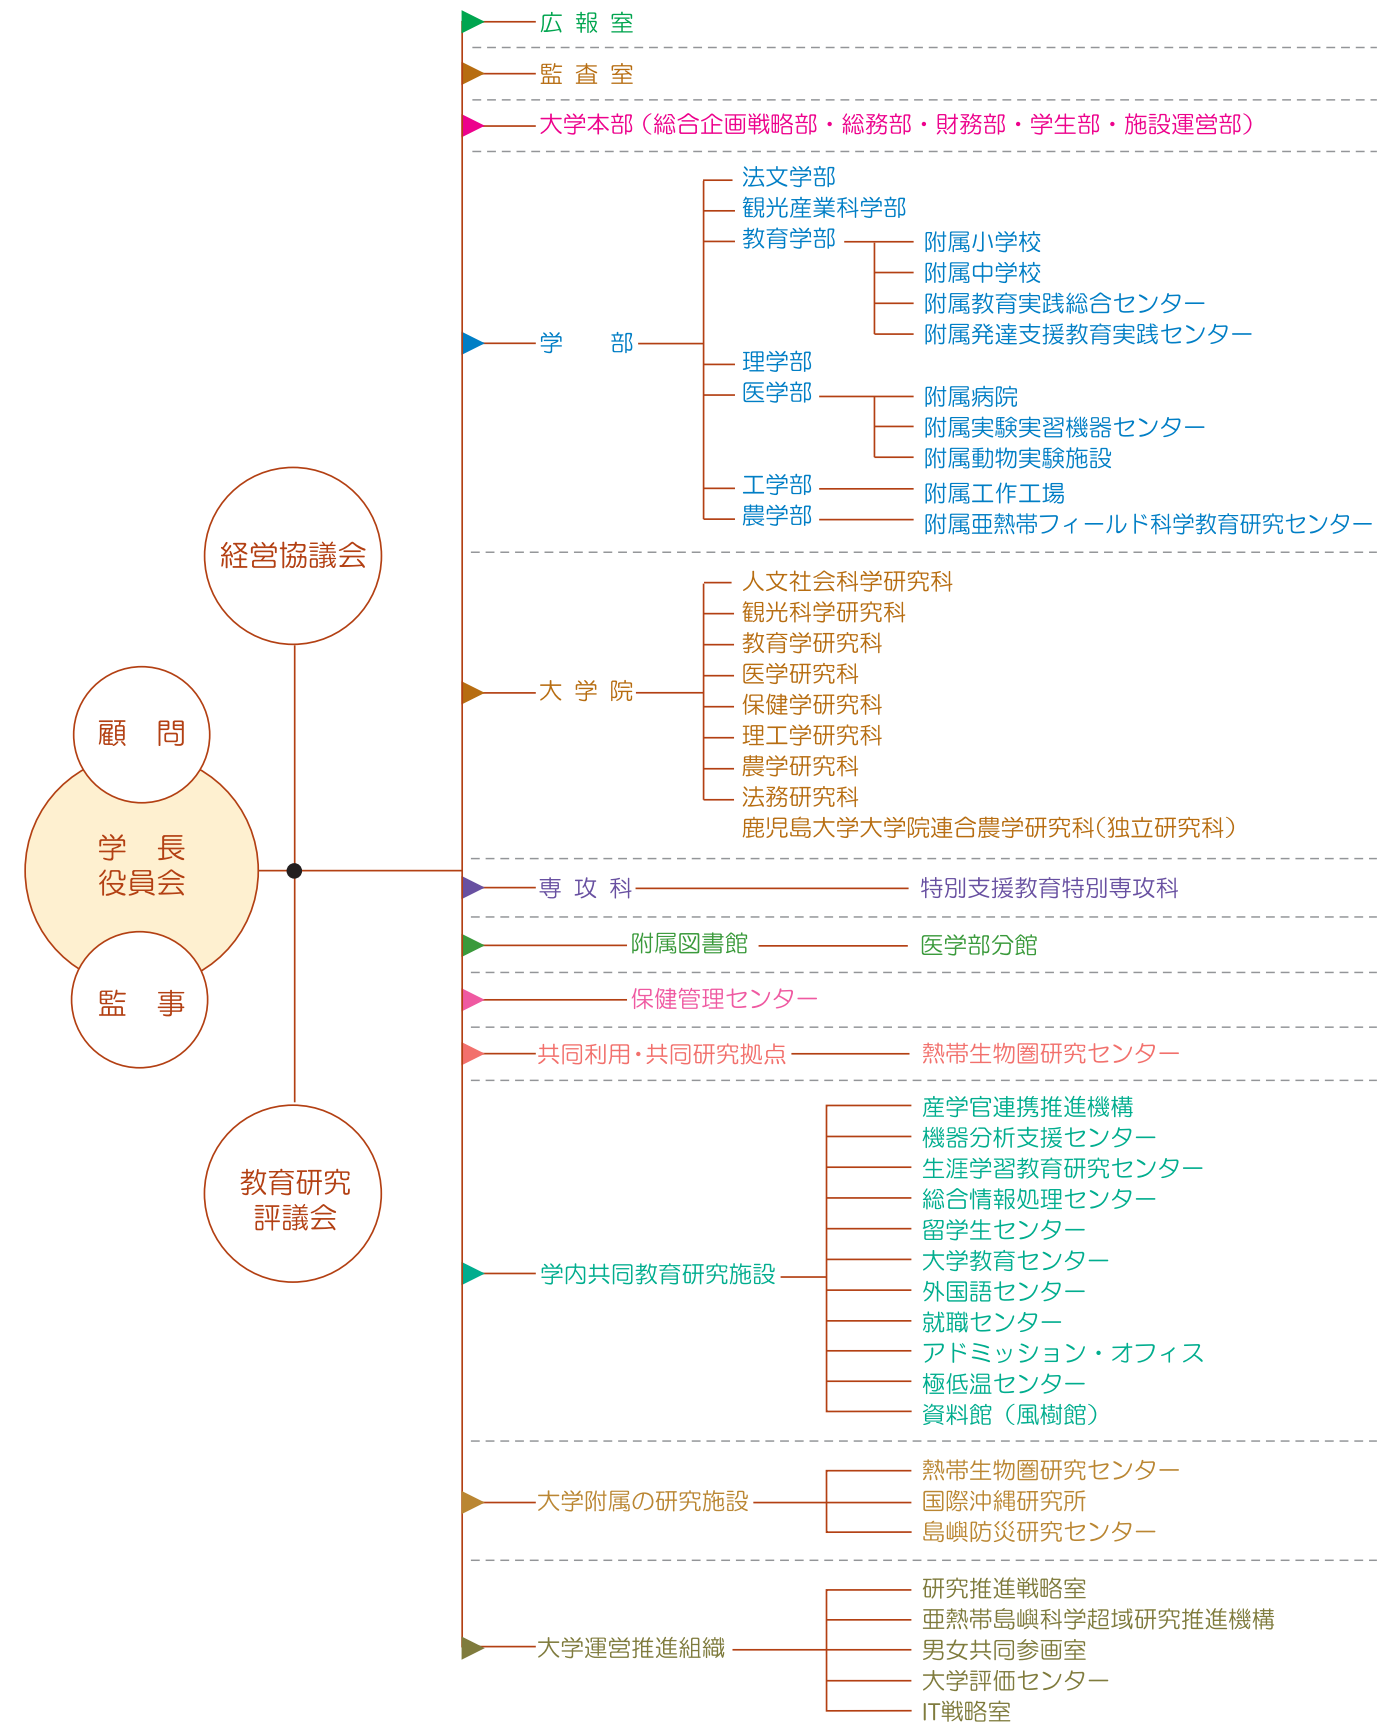 広報室
監査室
大学本部（総合企画戦略部・総務部・財務部・学生部・施設運営部）
法文学部
観光産業科学部
教育学部
附属小学校
附属中学校
附属教育実践総合センター
附属発達支援教育実践センター
学　部
理学部
医学部
附属病院
附属実験実習機器センター
附属動物実験施設
工学部
附属工作工場
農学部
附属亜熱帯フィールド科学教育研究センター
経営協議会
顧　問
学　長
役員会
監　事
教育研究
評議会
人文社会科学研究科
観光科学研究科
教育学研究科
医学研究科
大学院
保健学研究科
理工学研究科
農学研究科
法務研究科
鹿児島大学大学院連合農学研究科（独立研究科）
専攻科
特別支援教育特別専攻科
附属図書館
医学部分館
保健管理センター
共同利用・共同研究拠点
熱帯生物圏研究センター
産学官連携推進機構
機器分析支援センター
生涯学習教育研究センター
総合情報処理センター
留学生センター
大学教育センター
学内共同教育研究施設
外国語センター
就職センター
アドミッション・オフィス
極低温センター
資料館（風樹館）
熱帯生物圏研究センター
大学附属の研究施設
国際沖縄研究所
島嶼防災研究センター
研究推進戦略室
亜熱帯島嶼科学超域研究推進機構
大学運営推進組織
男女共同参画室
大学評価センター
IT戦略室